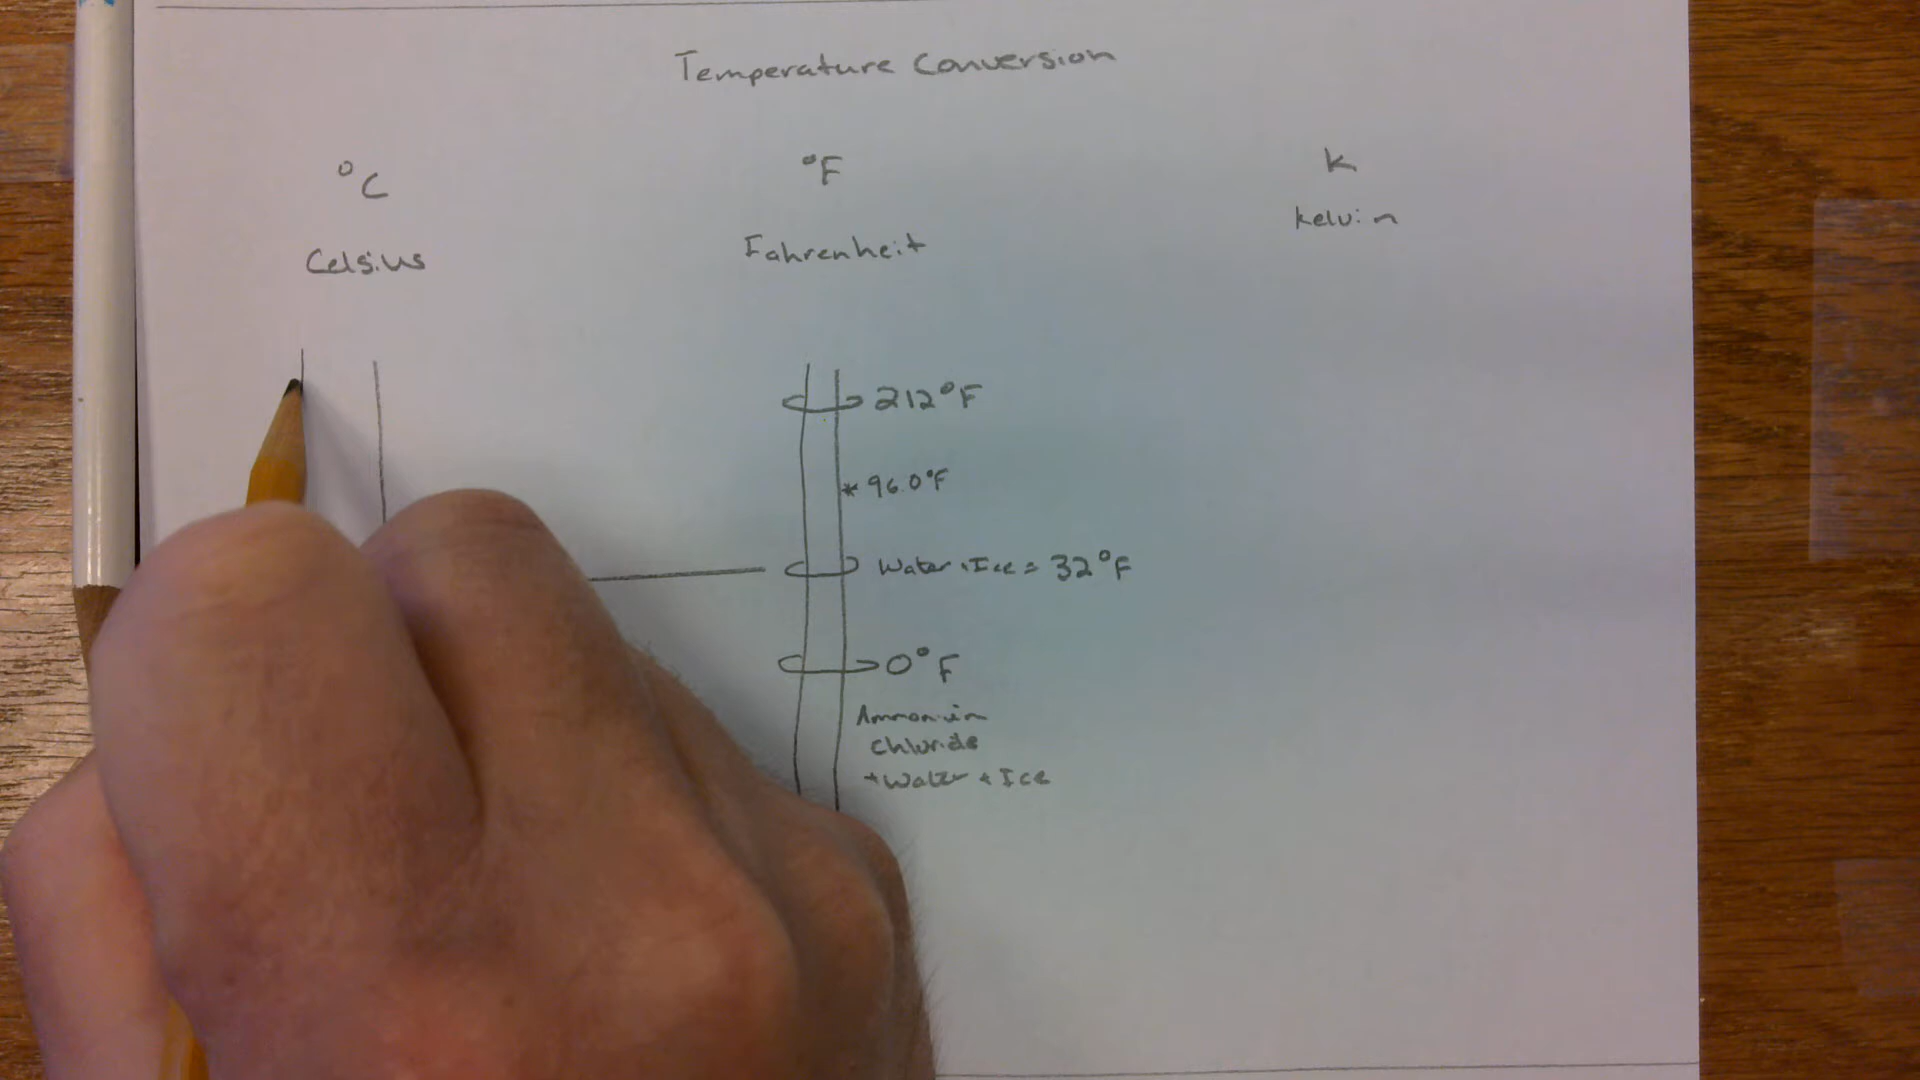 Temperature Conversion
°C
°F
K
Celsius
Fahrenheit
Kelvin
212°F
* 96.0°F
Water + Ice = 32°F
0°F
Ammonium
chloride
+ Water + Ice